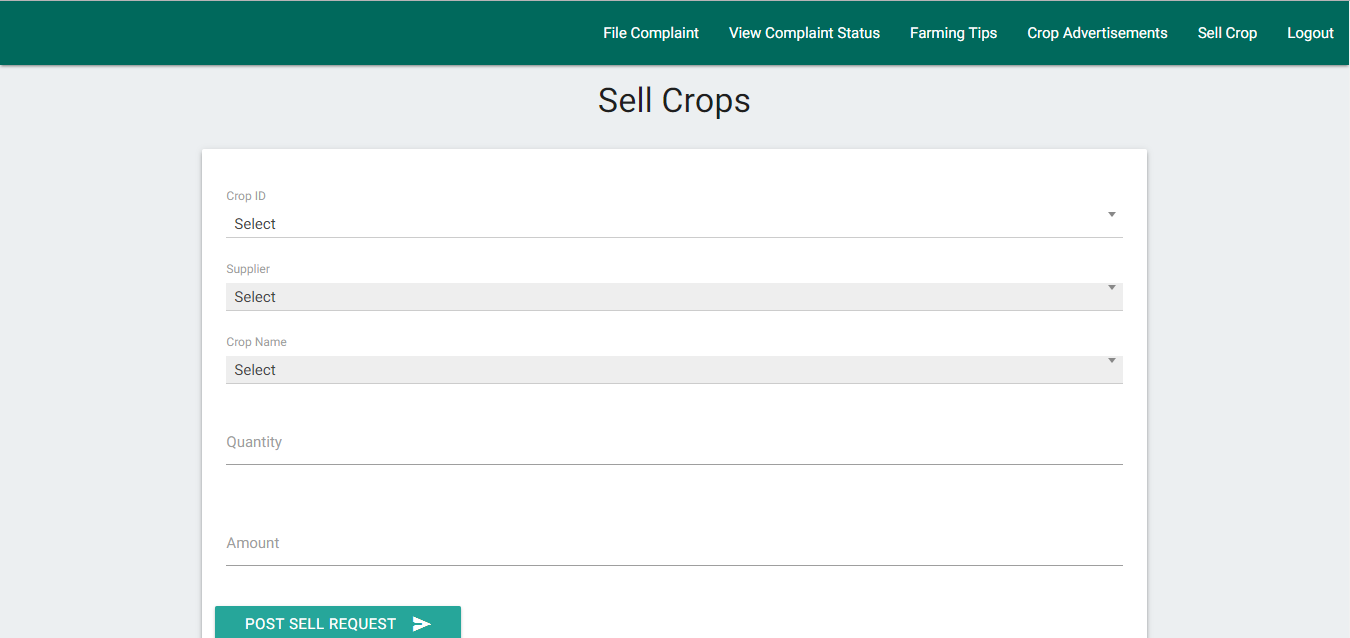 File Complaint View Complaint Status Farming Tips Crop Advertisements Sell Crop Logout
Sell Crops
Crop ID
Select
Supplier
Select
Crop Name
Select
Quantity
Amount
POST SELL REQUEST